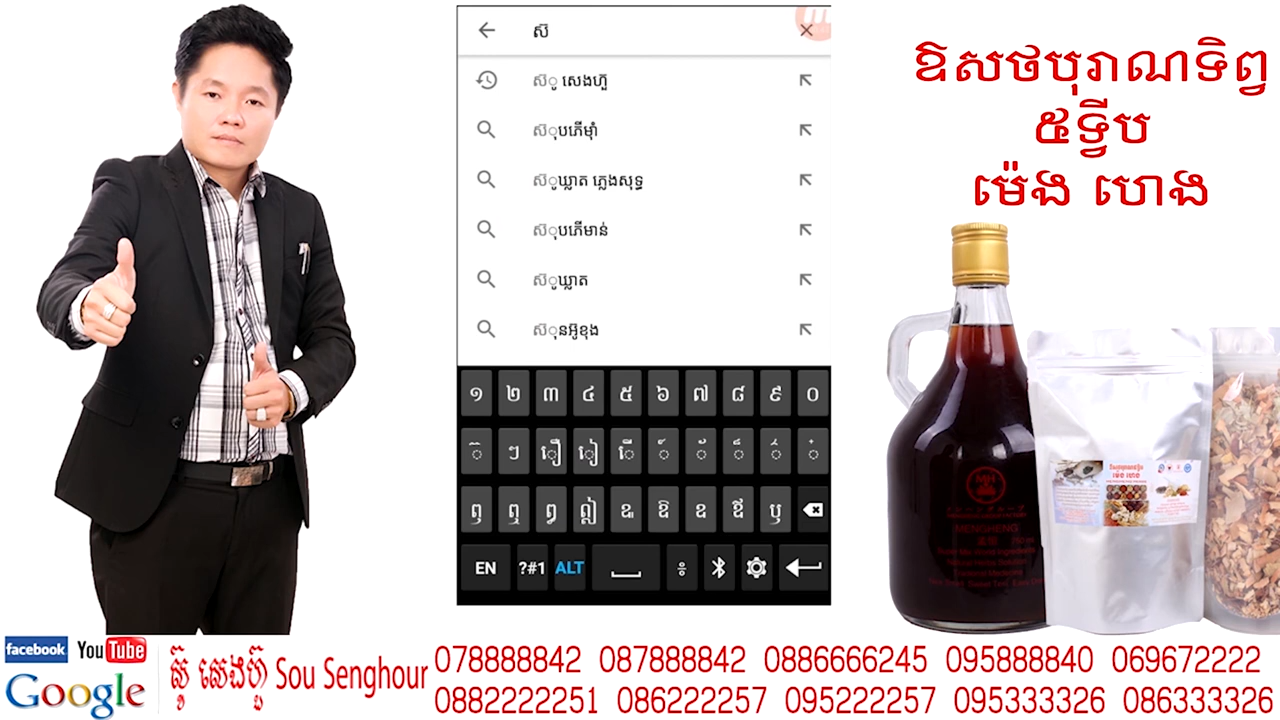 ស៊
ស៊ូ សេងហ៊ួ
ស៊ុបភើម៉ាំ
ស៊ូឃ្លាត ភ្លេងសុទ្ធ
ស៊ុបភើមាន់
ស៊ូឃ្លាត
ស៊ុនអ៊ូខុង
១ ២ ៣ ៤ ៥ ៦ ៧ ៨ ៩ ០
EN ?#1 ALT
ឱសថបុរាណទិព្វ
៥ទ្វីប
ម៉េង ហេង
MH
MENGHENG
facebook YouTube
Google
ស៊ូ សេងហ៊ួ Sou Senghour
078888842 087888842 0886666245 095888840 069672222
0882222251 086222257 095222257 095333326 086333326